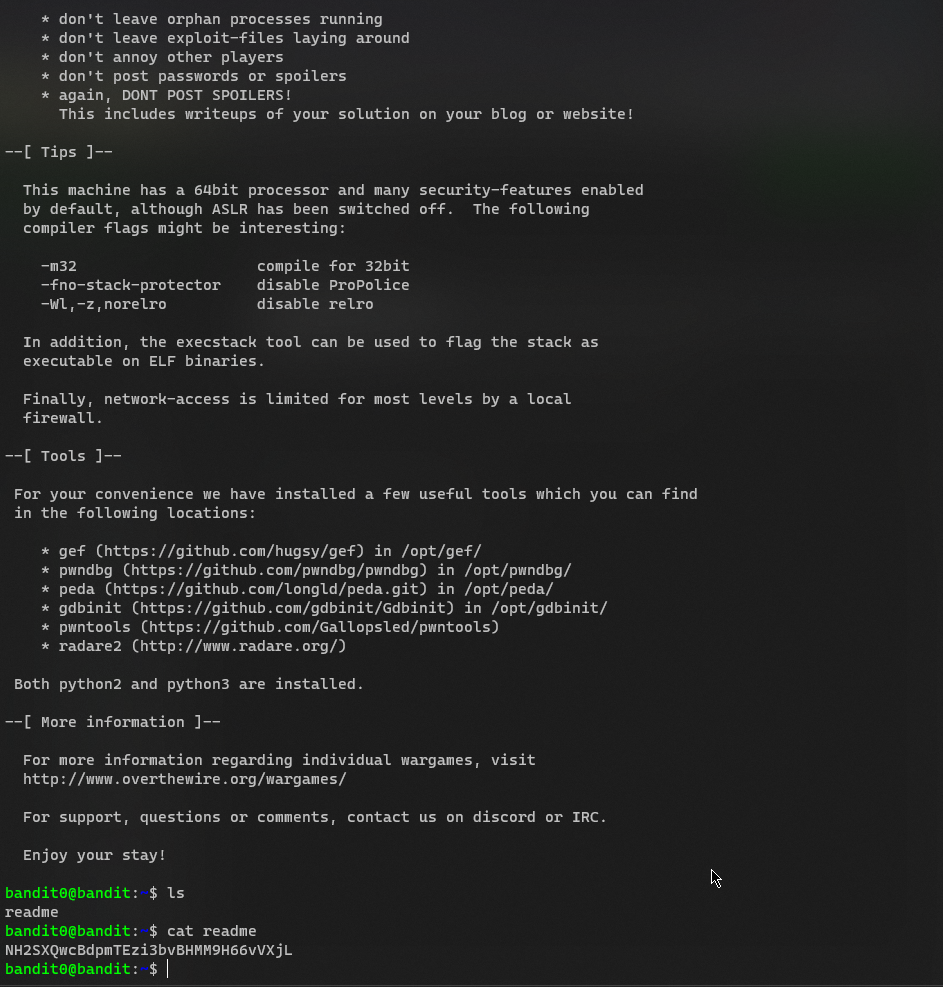 * don't leave orphan processes running
* don't leave exploit-files laying around
* don't annoy other players
* don't post passwords or spoilers
* again, DONT POST SPOILERS!
This includes writeups of your solution on your blog or website!
--[ Tips ]--
This machine has a 64bit processor and many security-features enabled
by default, although ASLR has been switched off.  The following
compiler flags might be interesting:
-m32                    compile for 32bit
-fno-stack-protector    disable ProPolice
-Wl,-z,norelro          disable relro
In addition, the execstack tool can be used to flag the stack as
executable on ELF binaries.
Finally, network-access is limited for most levels by a local
firewall.
--[ Tools ]--
For your convenience we have installed a few useful tools which you can find
in the following locations:
* gef (https://github.com/hugsy/gef) in /opt/gef/
* pwndbg (https://github.com/pwndbg/pwndbg) in /opt/pwndbg/
* peda (https://github.com/longld/peda.git) in /opt/peda/
* gdbinit (https://github.com/gdbinit/Gdbinit) in /opt/gdbinit/
* pwntools (https://github.com/Gallopsled/pwntools)
* radare2 (http://www.radare.org/)
Both python2 and python3 are installed.
--[ More information ]--
For more information regarding individual wargames, visit
http://www.overthewire.org/wargames/
For support, questions or comments, contact us on discord or IRC.
Enjoy your stay!
bandit0@bandit:~$ ls
readme
bandit0@bandit:~$ cat readme
NH2SXQwcBdpmTEzi3bvBHMM9H66vVXjL
bandit0@bandit:~$